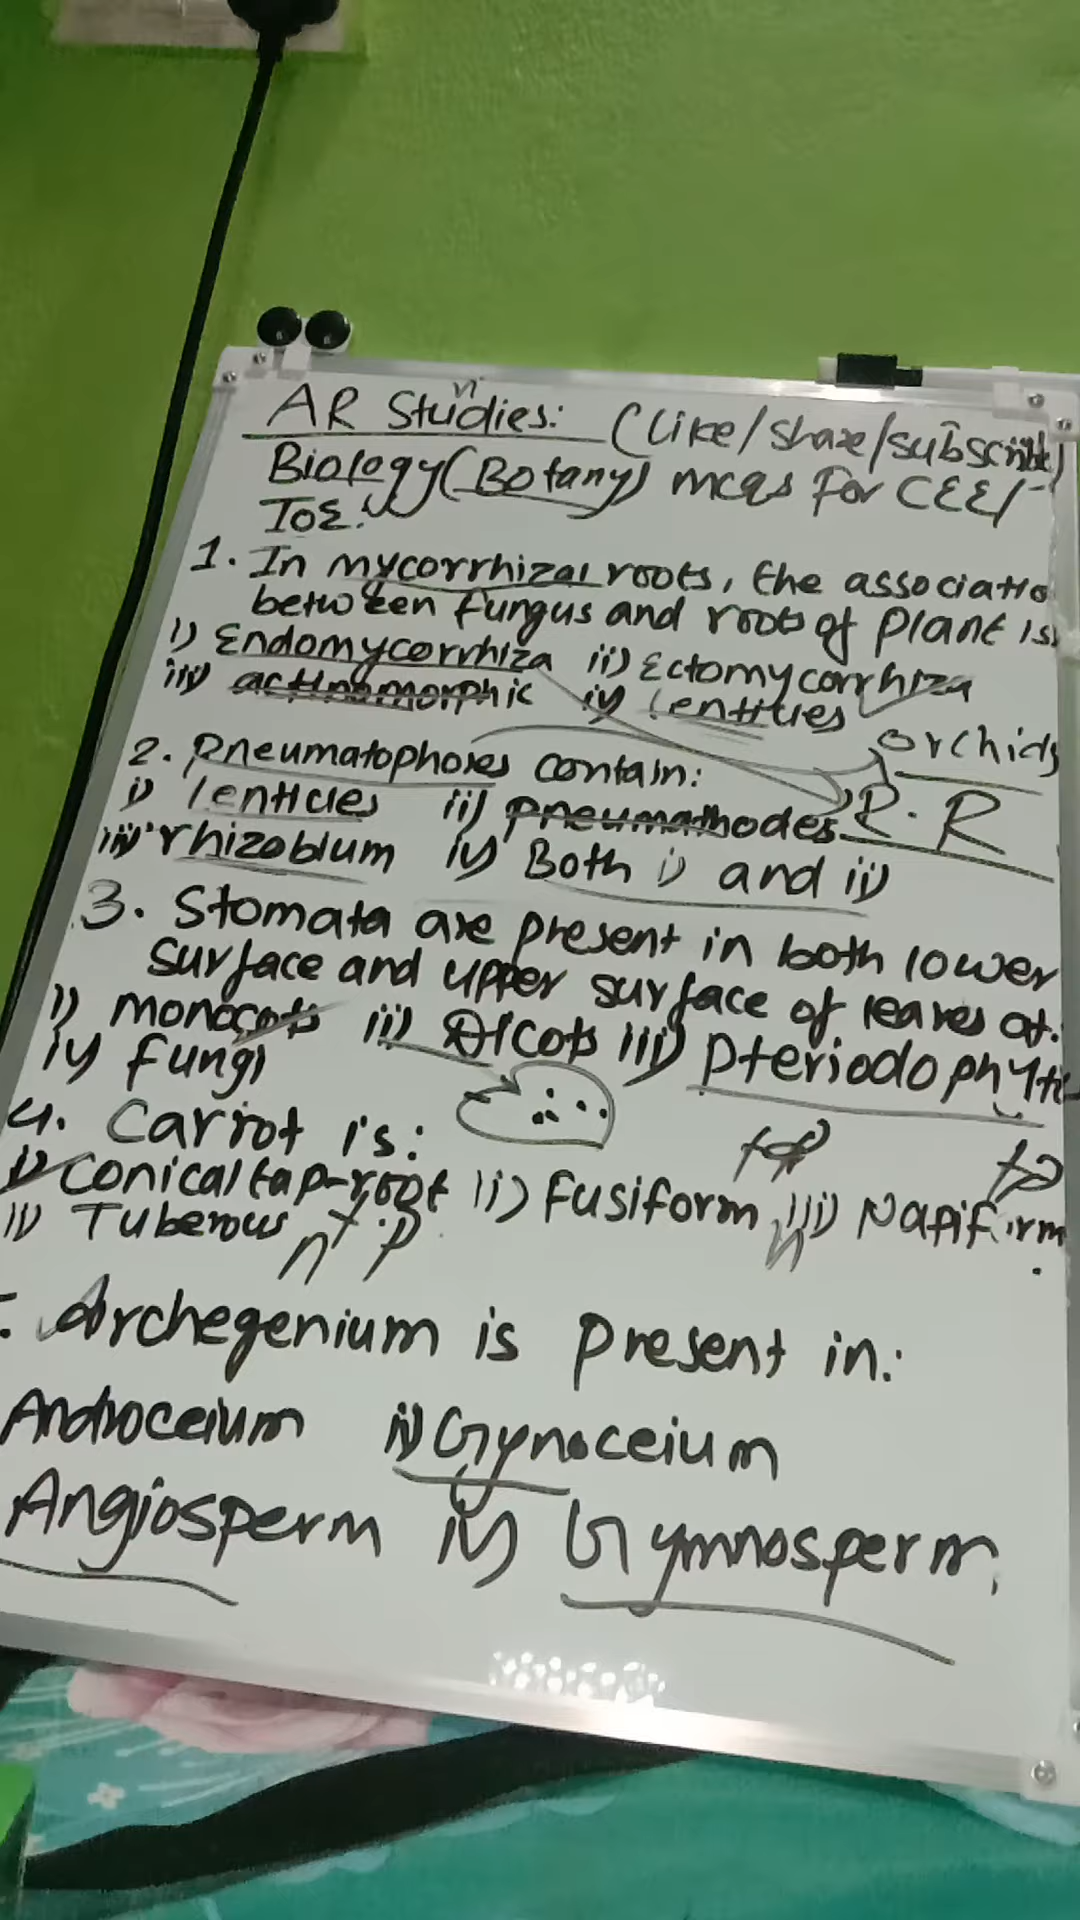 AR Studies: (Like/Share/subscribe)
Biology(Botany) mcqs For CEE/
IOE:
1. In mycorrhizal roots, the associatio
between fungus and roots of plant is:
i) Endomycorrhiza ii) Ectomycorrhiza
iii) actinomorphic iv) lenticles
orchids
2. Pneumatophores contain:
i) lenticles ii) pneumathodes R.R
iii) rhizobium iv) Both i) and ii)
3. Stomata are present in both lower
surface and upper surface of leaves of:
i) monocots ii) Dicots iii) Pteriodophyt
iv) fungi
4. Carrot is:
i) Conical tap-root ii) Fusiform iii) Napifirm
iv) Tuberous
Archegenium is present in:
Androceium ii) Gynoceium
Angiosperm iv) Gymnosperm